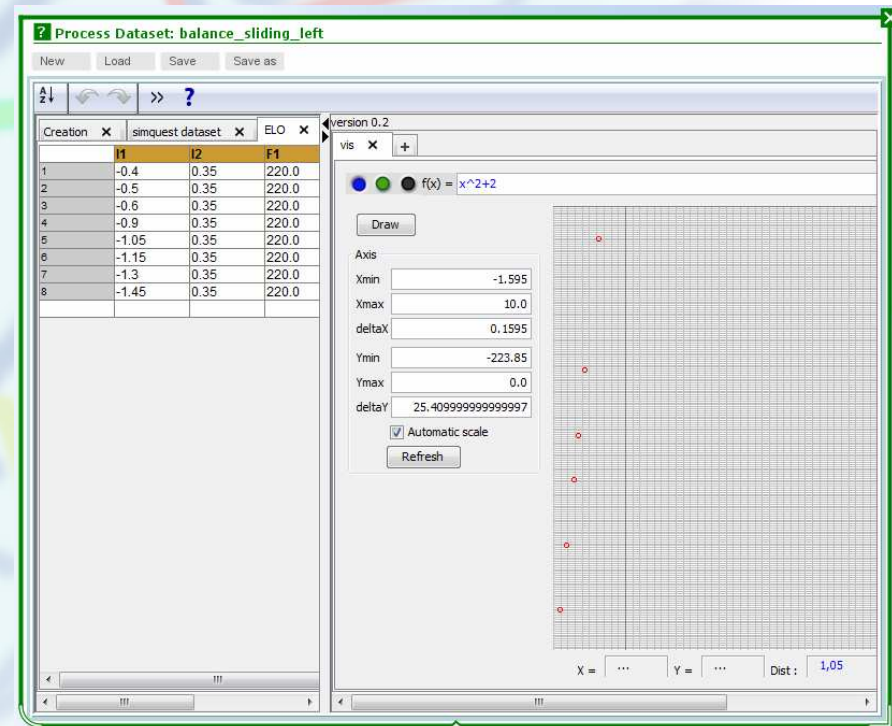 ? Process Dataset: balance_sliding_left
New Load Save Save as
A Z » ?
Creation simquest dataset ELO
I1 I2 F1
1 -0.4 0.35 220.0
2 -0.5 0.35 220.0
3 -0.6 0.35 220.0
4 -0.9 0.35 220.0
5 -1.05 0.35 220.0
6 -1.15 0.35 220.0
7 -1.3 0.35 220.0
8 -1.45 0.35 220.0
version 0.2
vis +
f(x) = x^2+2
Draw
Axis
Xmin -1.595
Xmax 10.0
deltaX 0.1595
Ymin -223.85
Ymax 0.0
deltaY 25.409999999999997
Automatic scale
Refresh
X = ... Y = ... Dist : 1,05